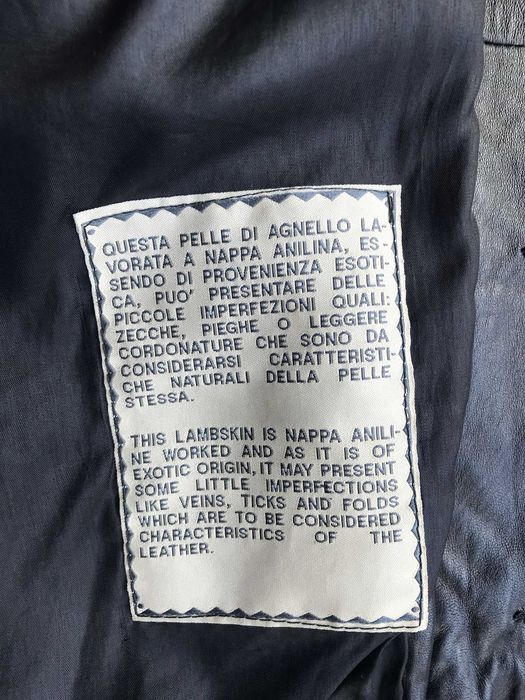 QUESTA PELLE DI AGNELLO LA-
VORATA A NAPPA ANILINA, ES-
SENDO DI PROVENIENZA ESOTI-
CA, PUO' PRESENTARE DELLE
PICCOLE IMPERFEZIONI QUALI:
ZECCHE, PIEGHE O LEGGERE
CORDONATURE CHE SONO DA
CONSIDERARSI CARATTERISTI-
CHE NATURALI DELLA PELLE
STESSA.
THIS LAMBSKIN IS NAPPA ANILI-
NE WORKED AND AS IT IS OF
EXOTIC ORIGIN, IT MAY PRESENT
SOME LITTLE IMPERFECTIONS
LIKE VEINS, TICKS AND FOLDS
WHICH ARE TO BE CONSIDERED
CHARACTERISTICS OF THE
LEATHER.